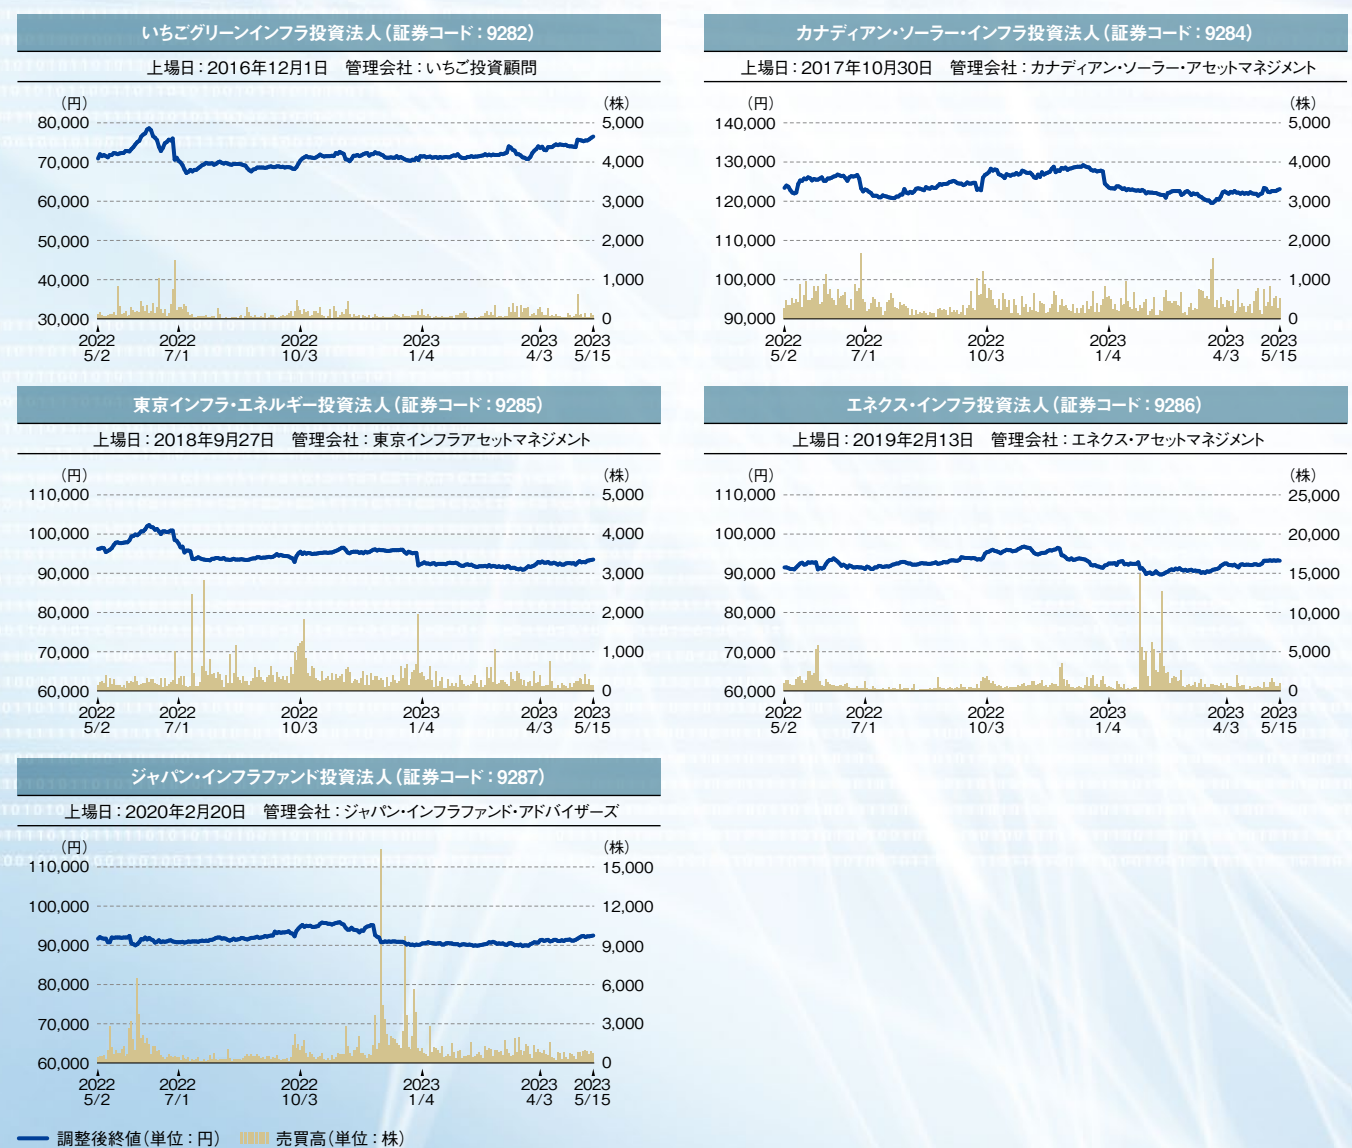 いちごグリーンインフラ投資法人（証券コード：9282）
上場日：2016年12月1日　管理会社：いちご投資顧問
（円）（株）
80,000 5,000
70,000 4,000
60,000 3,000
50,000 2,000
40,000 1,000
30,000 0
2022 2022 2022 2023 2023 2023
5/2 7/1 10/3 1/4 4/3 5/15
カナディアン・ソーラー・インフラ投資法人（証券コード：9284）
上場日：2017年10月30日　管理会社：カナディアン・ソーラー・アセットマネジメント
（円）（株）
140,000 5,000
130,000 4,000
120,000 3,000
110,000 2,000
100,000 1,000
90,000 0
2022 2022 2022 2023 2023 2023
5/2 7/1 10/3 1/4 4/3 5/15
東京インフラ・エネルギー投資法人（証券コード：9285）
上場日：2018年9月27日　管理会社：東京インフラアセットマネジメント
（円）（株）
110,000 5,000
100,000 4,000
90,000 3,000
80,000 2,000
70,000 1,000
60,000 0
2022 2022 2022 2023 2023 2023
5/2 7/1 10/3 1/4 4/3 5/15
エネクス・インフラ投資法人（証券コード：9286）
上場日：2019年2月13日　管理会社：エネクス・アセットマネジメント
（円）（株）
110,000 25,000
100,000 20,000
90,000 15,000
80,000 10,000
70,000 5,000
60,000 0
2022 2022 2022 2023 2023 2023
5/2 7/1 10/3 1/4 4/3 5/15
ジャパン・インフラファンド投資法人（証券コード：9287）
上場日：2020年2月20日　管理会社：ジャパン・インフラファンド・アドバイザーズ
（円）（株）
110,000 15,000
100,000 12,000
90,000 9,000
80,000 6,000
70,000 3,000
60,000 0
2022 2022 2022 2023 2023 2023
5/2 7/1 10/3 1/4 4/3 5/15
調整後終値（単位：円）　売買高（単位：株）